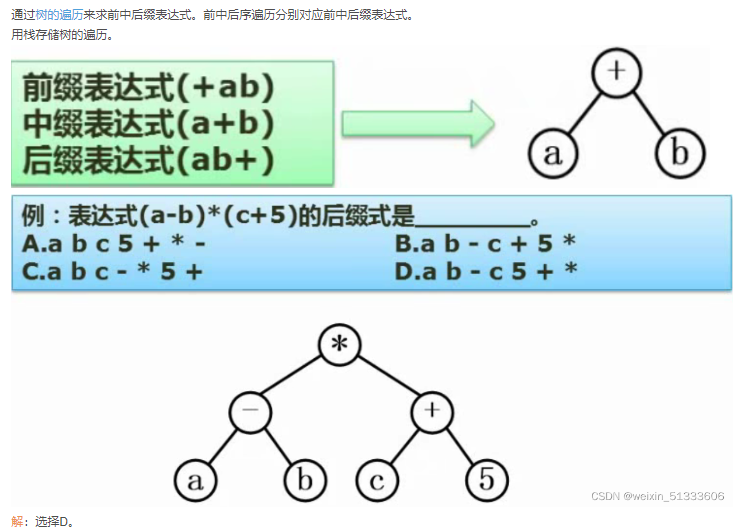 通过树的遍历来求前中后缀表达式。前中后序遍历分别对应前中后缀表达式。
用栈存储树的遍历。
前缀表达式(+ab)
中缀表达式(a+b)
后缀表达式(ab+)
+
a b
例：表达式(a-b)*(c+5)的后缀式是_________。
A.a b c 5 + * - B.a b - c + 5 *
C.a b c - * 5 + D.a b - c 5 + *
*
− +
a b c 5
CSDN @weixin_51333606
解：选择D。